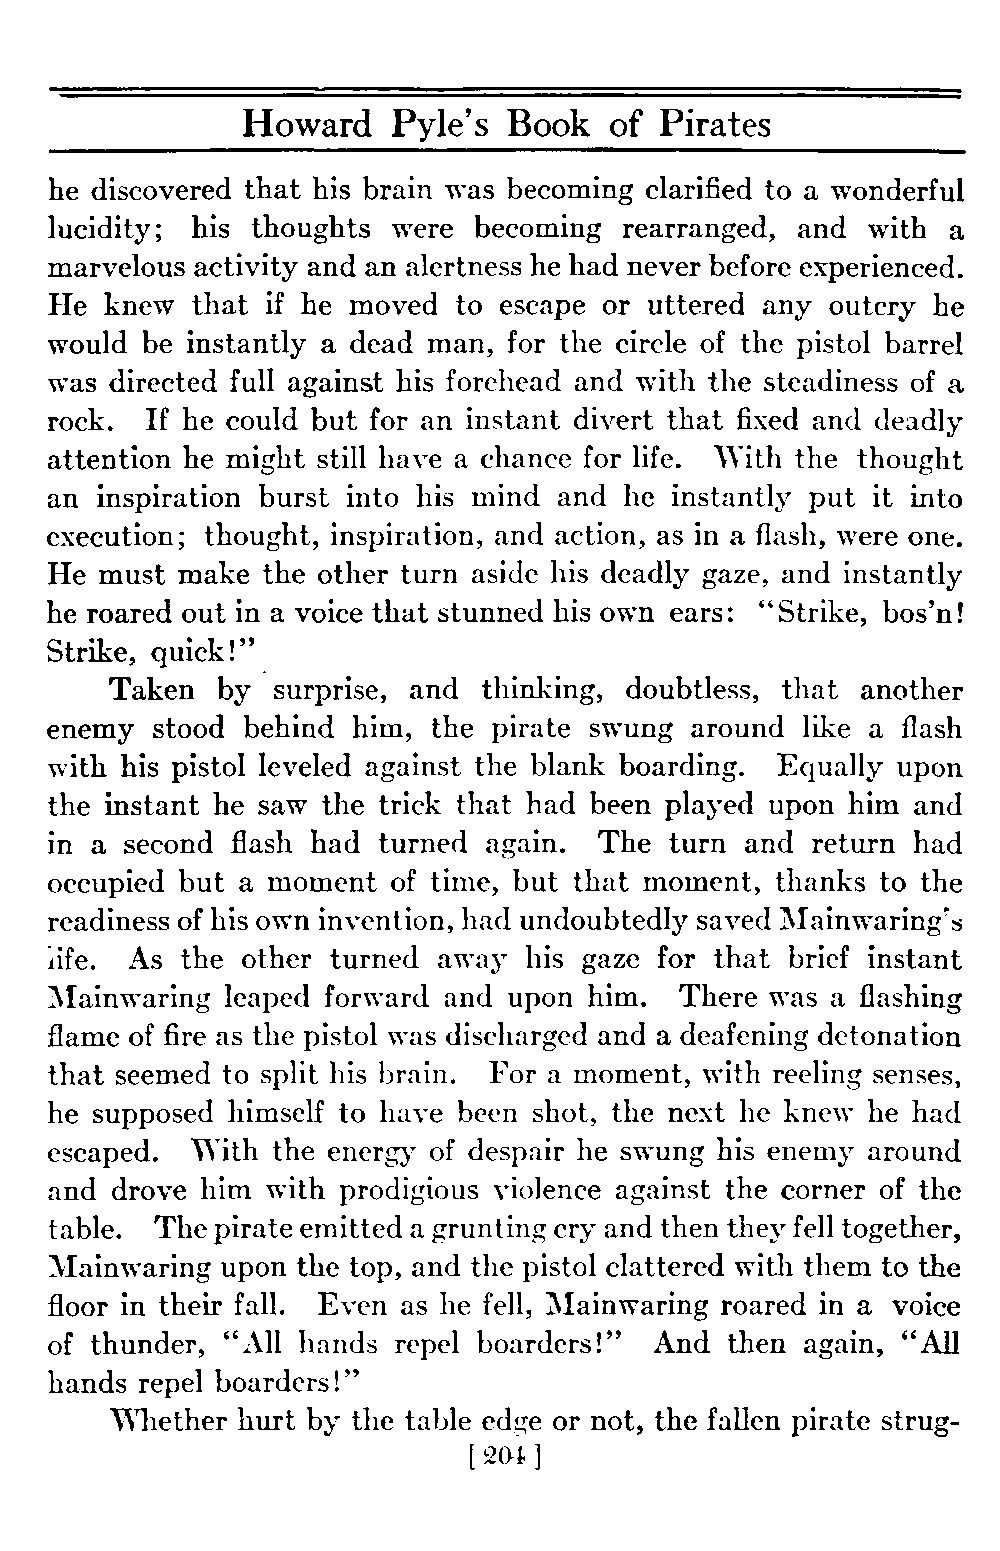 Howard Pyle's Book of Pirates
he discovered that his brain was becoming clarified to a wonderful
lucidity; his thoughts were becoming rearranged, and with a
marvelous activity and an alertness he had never before experienced.
He knew that if he moved to escape or uttered any outcry he
would be instantly a dead man, for the circle of the pistol barrel
was directed full against his forehead and with the steadiness of a
rock. If he could but for an instant divert that fixed and deadly
attention he might still have a chance for life. With the thought
an inspiration burst into his mind and he instantly put it into
execution; thought, inspiration, and action, as in a flash, were one.
He must make the other turn aside his deadly gaze, and instantly
he roared out in a voice that stunned his own ears: “Strike, bos’n!
Strike, quick!”
Taken by surprise, and thinking, doubtless, that another
enemy stood behind him, the pirate swung around like a flash
with his pistol leveled against the blank boarding. Equally upon
the instant he saw the trick that had been played upon him and
in a second flash had turned again. The turn and return had
occupied but a moment of time, but that moment, thanks to the
readiness of his own invention, had undoubtedly saved Mainwaring's
life. As the other turned away his gaze for that brief instant
Mainwaring leaped forward and upon him. There was a flashing
flame of fire as the pistol was discharged and a deafening detonation
that seemed to split his brain. For a moment, with reeling senses,
he supposed himself to have been shot, the next he knew he had
escaped. With the energy of despair he swung his enemy around
and drove him with prodigious violence against the corner of the
table. The pirate emitted a grunting cry and then they fell together,
Mainwaring upon the top, and the pistol clattered with them to the
floor in their fall. Even as he fell, Mainwaring roared in a voice
of thunder, “All hands repel boarders!” And then again, “All
hands repel boarders!”
Whether hurt by the table edge or not, the fallen pirate strug-
[ 204 ]